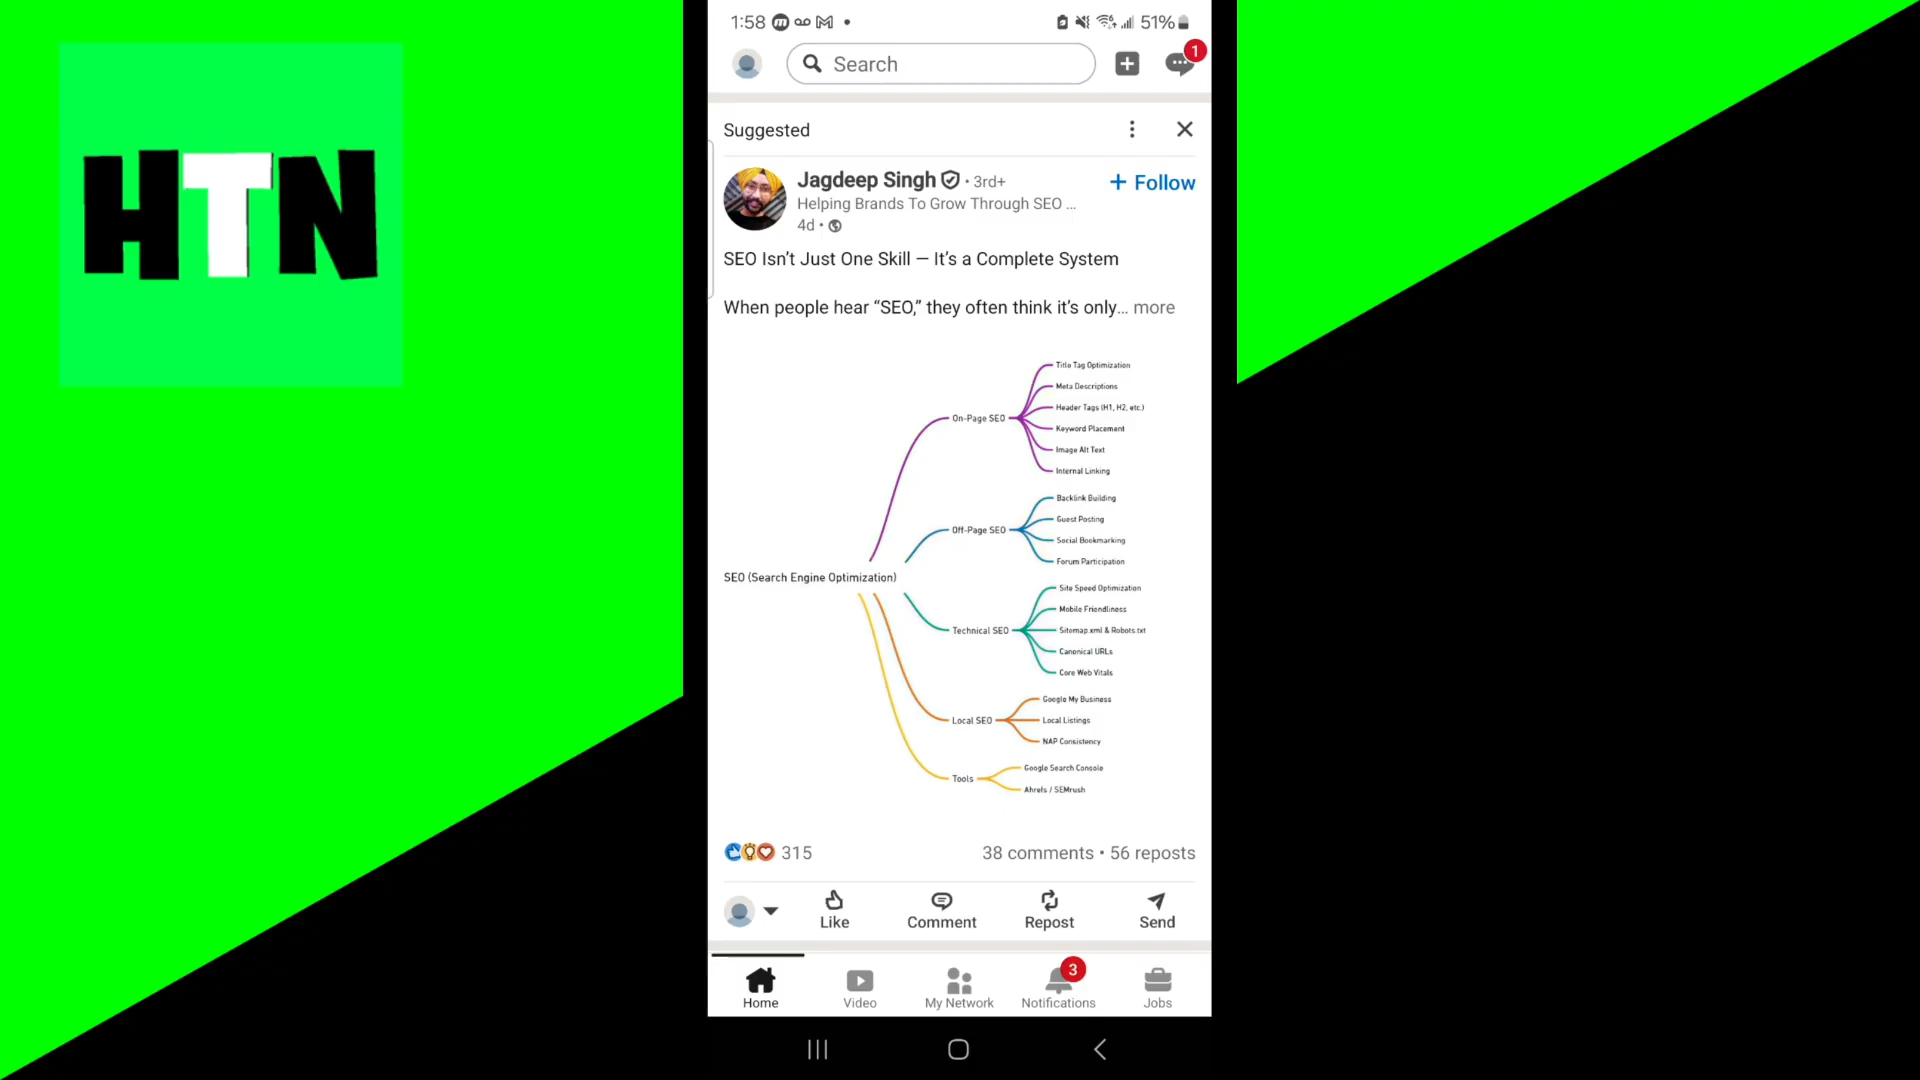 HTN
1:58
51%
Search
1
Suggested
Jagdeep Singh • 3rd+
+ Follow
Helping Brands To Grow Through SEO ...
4d •
SEO Isn’t Just One Skill — It’s a Complete System
When people hear “SEO,” they often think it’s only… more
Title Tag Optimization
Meta Descriptions
Header Tags (H1, H2, etc.)
On-Page SEO
Keyword Placement
Image Alt Text
Internal Linking
Backlink Building
Guest Posting
Off-Page SEO
Social Bookmarking
Forum Participation
SEO (Search Engine Optimization)
Site Speed Optimization
Mobile Friendliness
Technical SEO
Sitemap.xml & Robots.txt
Canonical URLs
Core Web Vitals
Google My Business
Local SEO
Local Listings
NAP Consistency
Google Search Console
Tools
Ahrefs / SEMrush
315
38 comments • 56 reposts
Like
Comment
Repost
Send
3
Home
Video
My Network
Notifications
Jobs